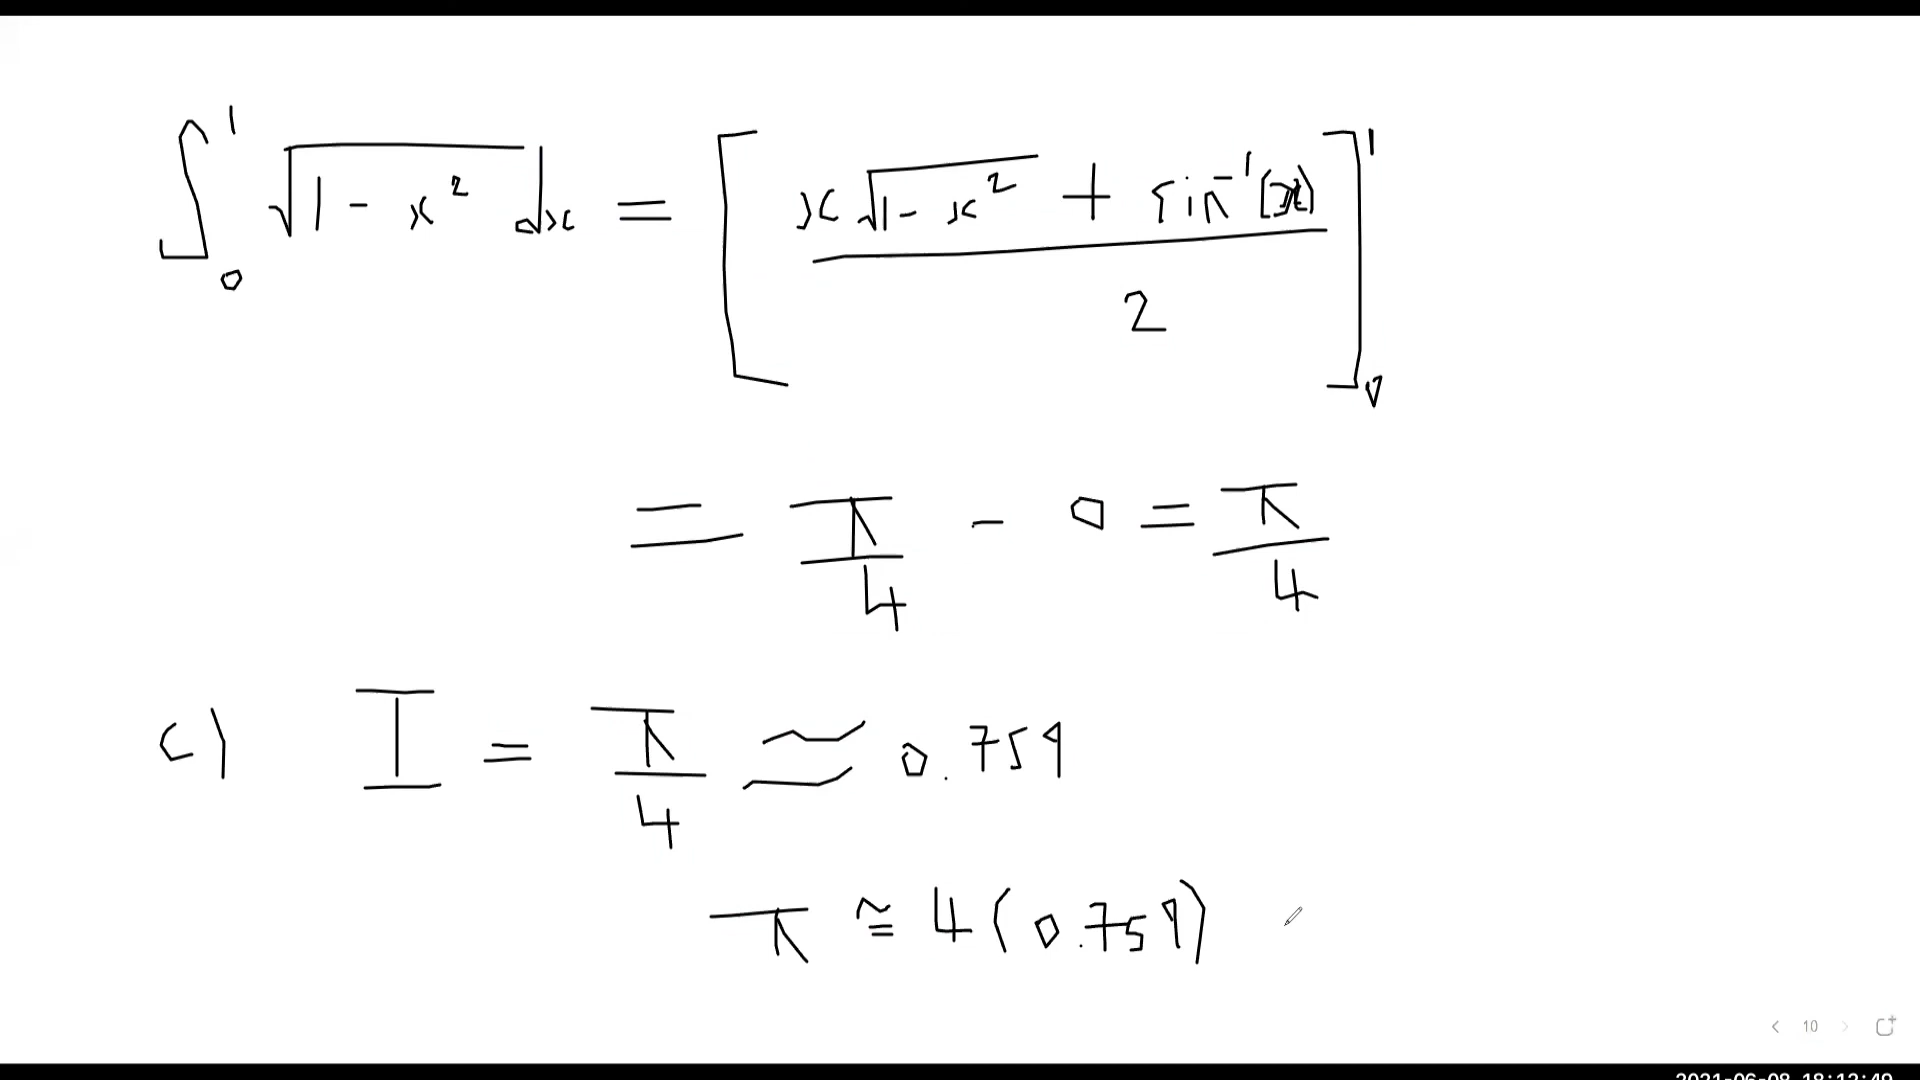 ∫₀¹ √(1-x²) dx = [ (x√(1-x²) + sin⁻¹(x)) / 2 ]₀¹
= π/4 - 0 = π/4
c) I = π/4 ≈ 0.759
π ≅ 4(0.759)
10